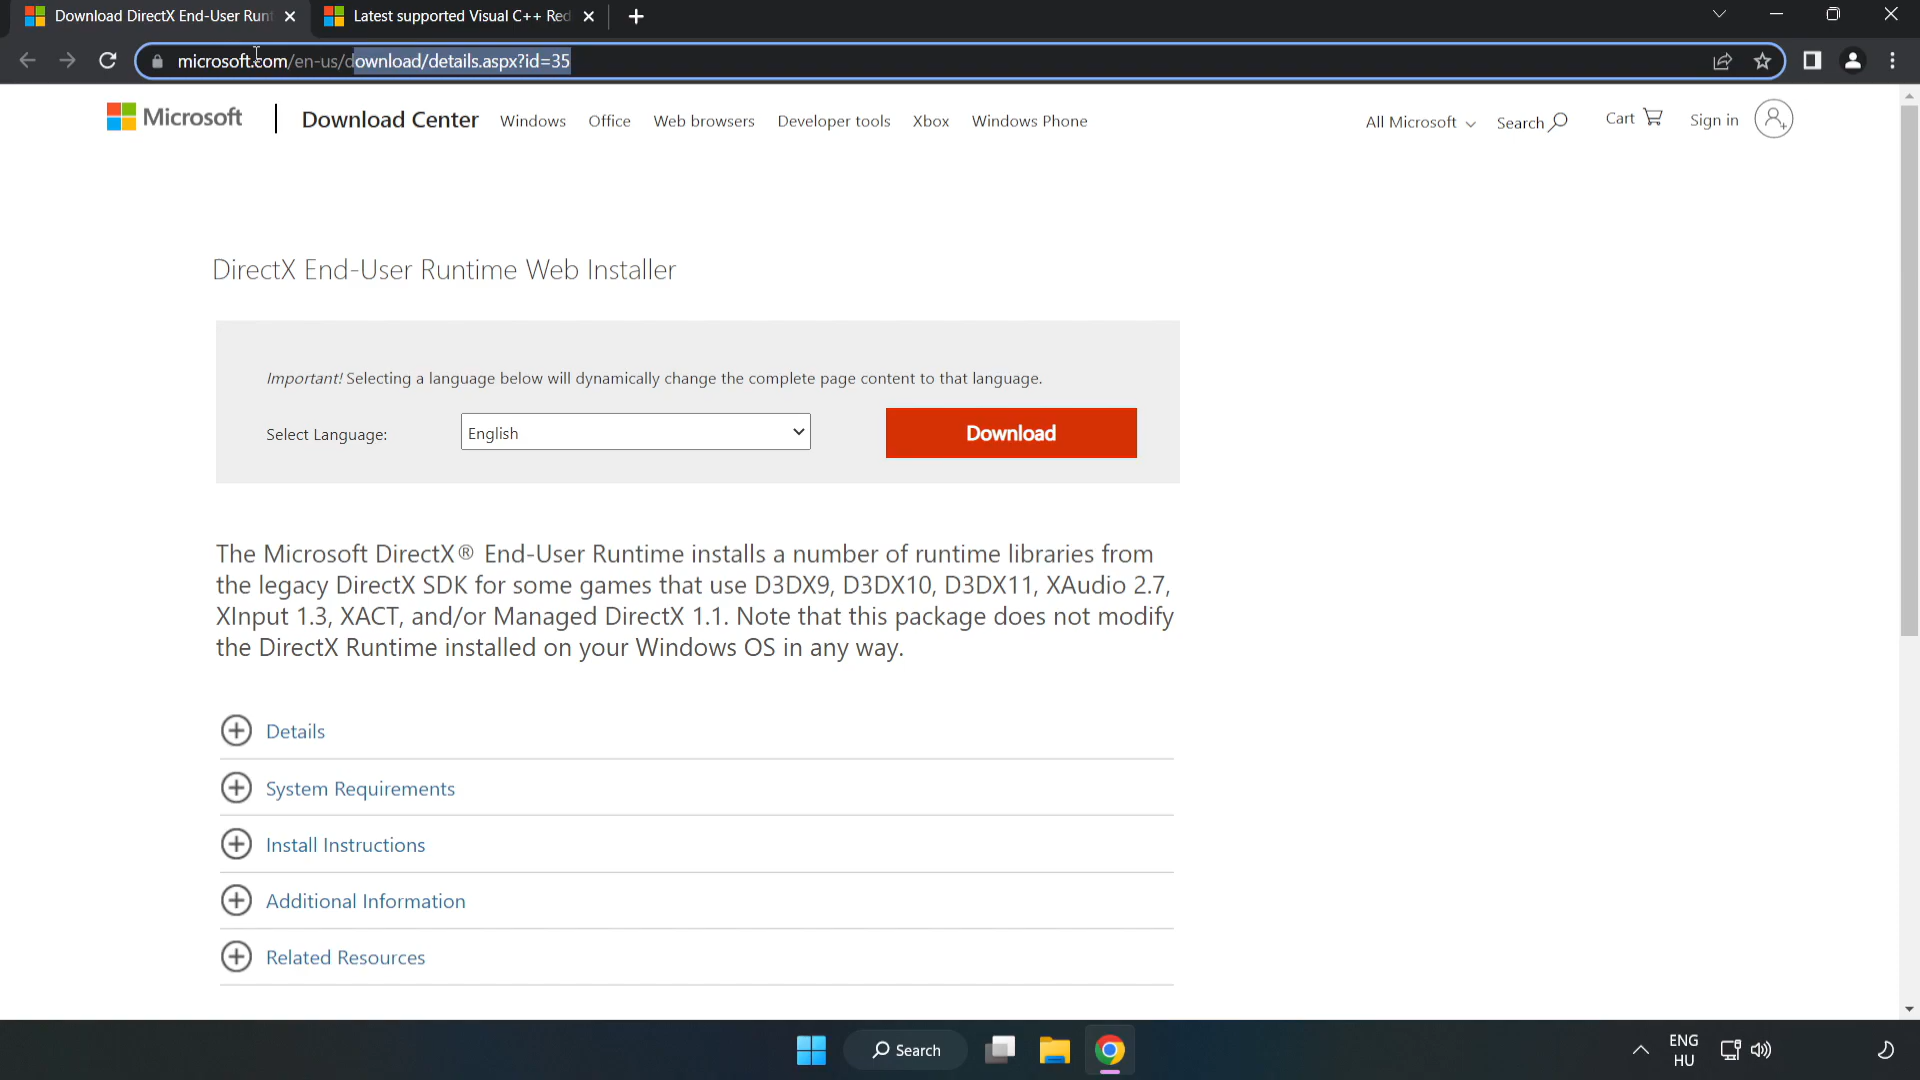 Download DirectX End-User Runt
Latest supported Visual C++ Red
microsoft.com/en-us/download/details.aspx?id=35
Microsoft
Download Center
Windows
Office
Web browsers
Developer tools
Xbox
Windows Phone
All Microsoft
Search
Cart
Sign in
DirectX End-User Runtime Web Installer
Important! Selecting a language below will dynamically change the complete page content to that language.
Select Language:
English
Download
The Microsoft DirectX® End-User Runtime installs a number of runtime libraries from
the legacy DirectX SDK for some games that use D3DX9, D3DX10, D3DX11, XAudio 2.7,
XInput 1.3, XACT, and/or Managed DirectX 1.1. Note that this package does not modify
the DirectX Runtime installed on your Windows OS in any way.
Details
System Requirements
Install Instructions
Additional Information
Related Resources
Search
ENG
HU